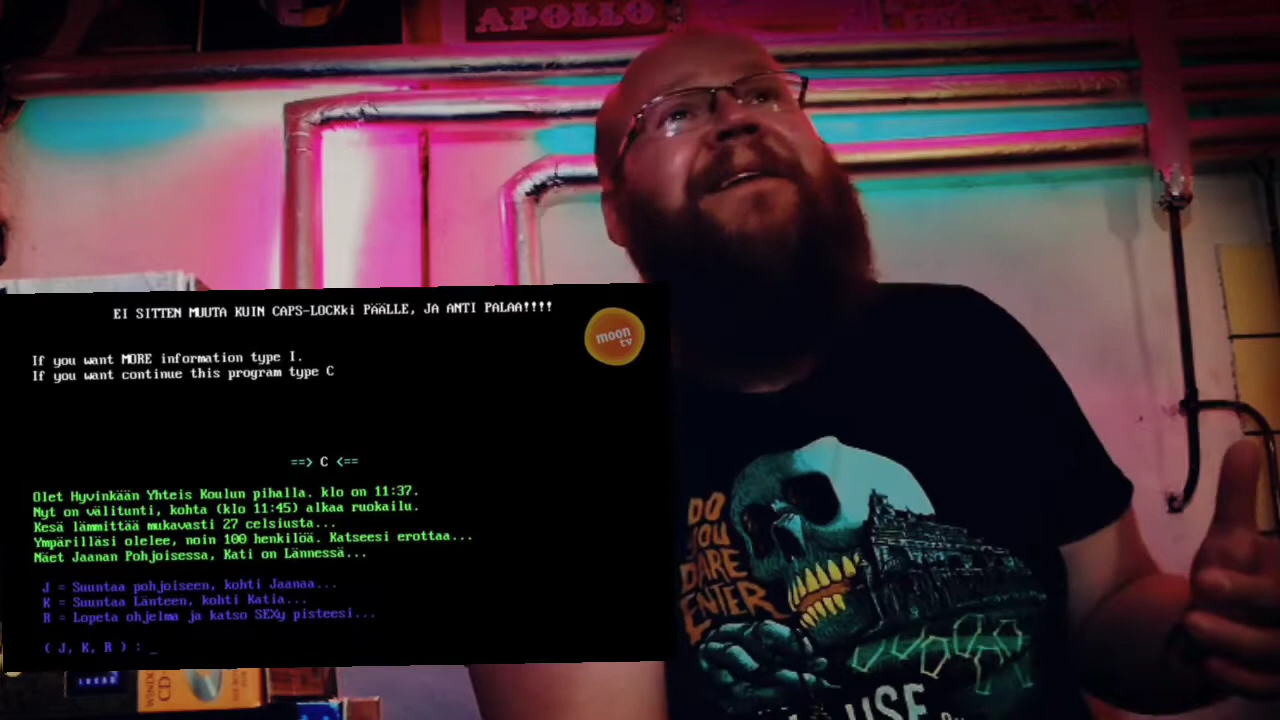 APOLLO
EI SITTEN MUUTA KUIN CAPS-LOCKki PÄÄLLE, JA ANTI PALAA!!!!
moon
tv
If you want MORE information type I.
If you want continue this program type C
==> C <==
Olet Hyvinkään Yhteis Koulun pihalla. klo on 11:37.
Nyt on välitunti, kohta (klo 11:45) alkaa ruokailu.
Kesä lämmittää mukavasti 27 celsiusta...
Ympärilläsi olelee, noin 100 henkilöä. Katseesi erottaa...
Näet Jaanan Pohjoisessa, Kati on Lännessä...
J = Suuntaa pohjoiseen, kohti Jaanaa...
K = Suuntaa Länteen, kohti Katia...
R = Lopeta ohjelma ja katso SEXy pisteesi...
( J, K, R ) : _
DO
YOU
DARE
ENTER